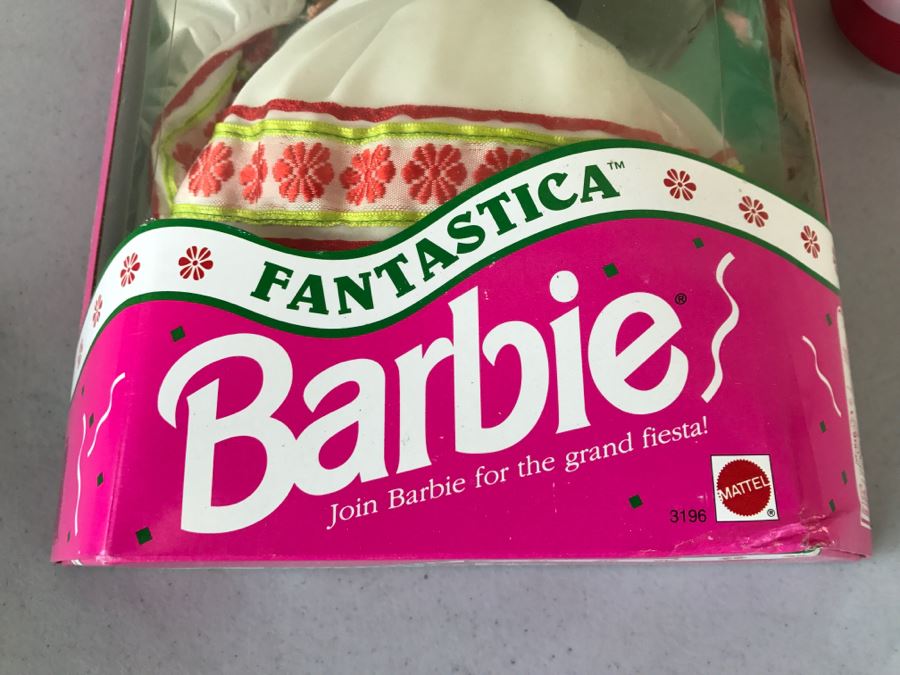 FANTASTICA™
Barbie®
Join Barbie for the grand fiesta!
3196
MATTEL®